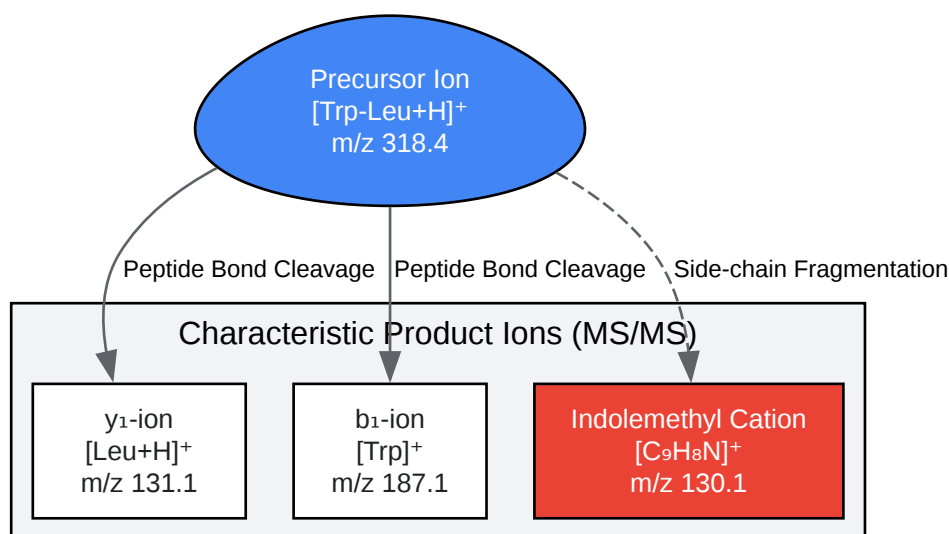 Precursor Ion
[Trp-Leu+H]⁺
m/z 318.4
Peptide Bond Cleavage
Peptide Bond Cleavage
Side-chain Fragmentation
Characteristic Product Ions (MS/MS)
y₁-ion
[Leu+H]⁺
m/z 131.1
b₁-ion
[Trp]⁺
m/z 187.1
Indolemethyl Cation
[C₉H₈N]⁺
m/z 130.1